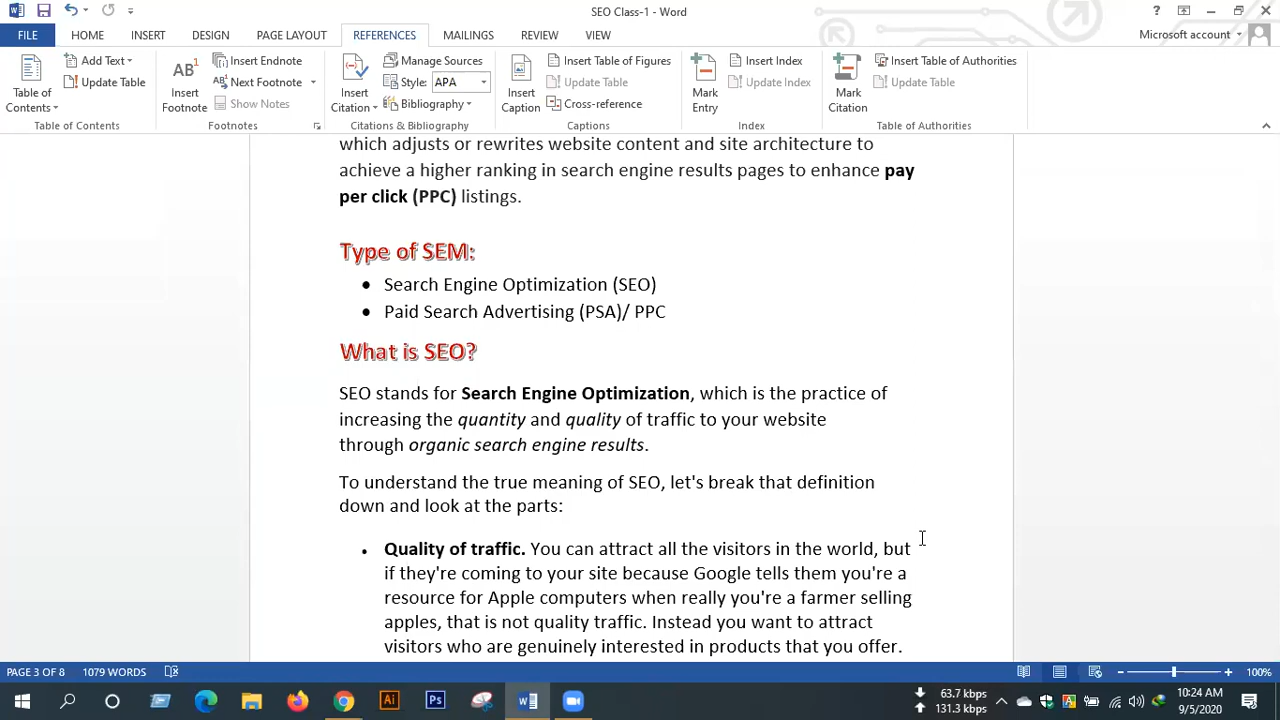 SEO Class-1 - Word
FILE HOME INSERT DESIGN PAGE LAYOUT REFERENCES MAILINGS REVIEW VIEW Microsoft account
Table of Contents
Add Text
Update Table
Table of Contents
AB1
Insert Footnote
Insert Endnote
AB1 Next Footnote
Show Notes
Footnotes
Insert Citation
Manage Sources
Style: APA
Bibliography
Citations & Bibliography
Insert Caption
Insert Table of Figures
Update Table
Cross-reference
Captions
Mark Entry
Insert Index
Update Index
Index
Mark Citation
Insert Table of Authorities
Update Table
Table of Authorities
which adjusts or rewrites website content and site architecture to
achieve a higher ranking in search engine results pages to enhance pay
per click (PPC) listings.
Type of SEM:
• Search Engine Optimization (SEO)
• Paid Search Advertising (PSA)/ PPC
What is SEO?
SEO stands for Search Engine Optimization, which is the practice of
increasing the quantity and quality of traffic to your website
through organic search engine results.
To understand the true meaning of SEO, let's break that definition
down and look at the parts:
• Quality of traffic. You can attract all the visitors in the world, but
if they're coming to your site because Google tells them you're a
resource for Apple computers when really you're a farmer selling
apples, that is not quality traffic. Instead you want to attract
visitors who are genuinely interested in products that you offer.
PAGE 3 OF 8 1079 WORDS 100%
Ai Ps
63.7 kbps
131.3 kbps
10:24 AM
9/5/2020